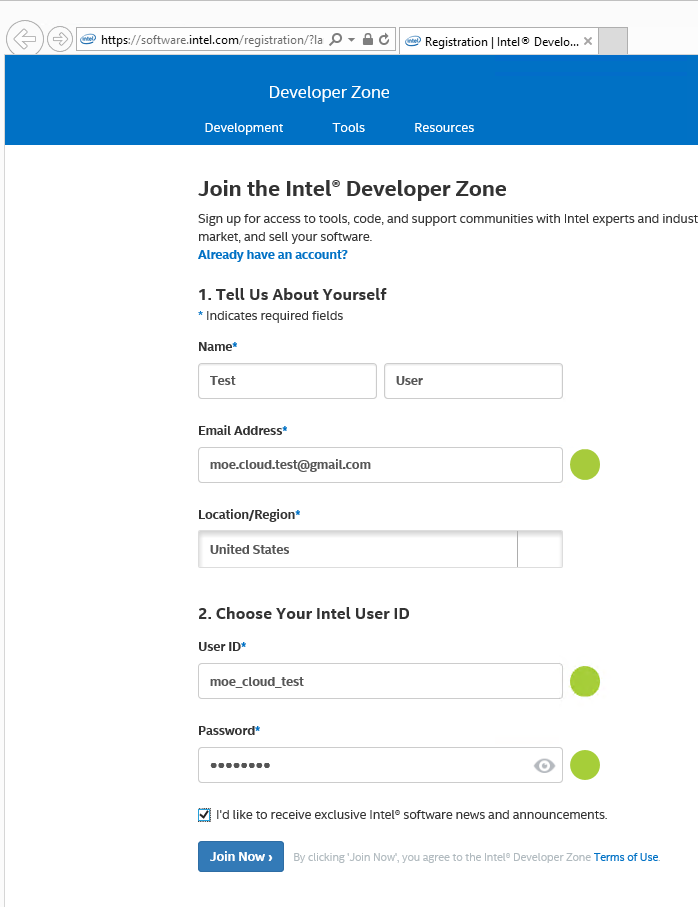 https://software.intel.com/registration/?la
Registration | Intel® Develo...
Developer Zone
Development Tools Resources
Join the Intel® Developer Zone
Sign up for access to tools, code, and support communities with Intel experts and indust
market, and sell your software.
Already have an account?
1. Tell Us About Yourself
* Indicates required fields
Name*
Test User
Email Address*
moe.cloud.test@gmail.com
Location/Region*
United States
2. Choose Your Intel User ID
User ID*
moe_cloud_test
Password*
••••••••
I'd like to receive exclusive Intel® software news and announcements.
Join Now › By clicking 'Join Now', you agree to the Intel® Developer Zone Terms of Use.